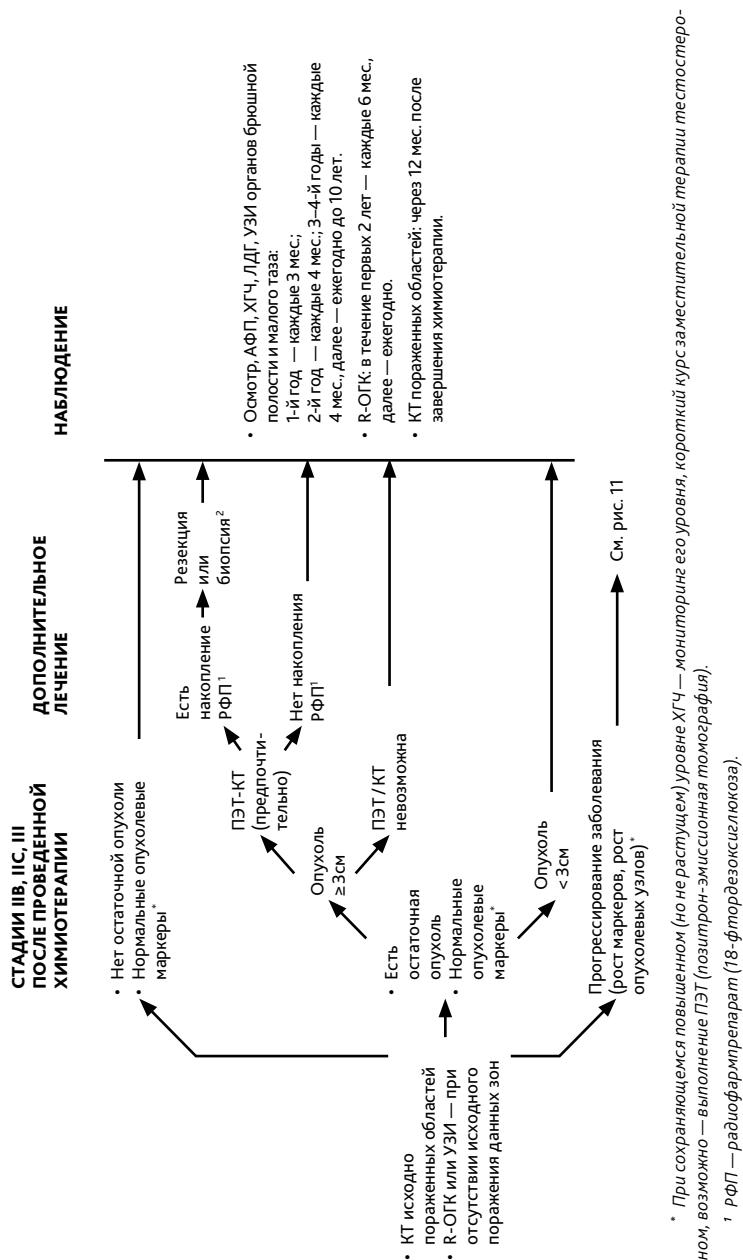 СТАДИИ IIB, IIC, III
ПОСЛЕ ПРОВЕДЕННОЙ
ХИМИОТЕРАПИИ
ДОПОЛНИТЕЛЬНОЕ
ЛЕЧЕНИЕ
НАБЛЮДЕНИЕ
• КТ исходно
пораженных областей
• R-ОГК или УЗИ — при
отсутствии исходного
поражения данных зон
• Нет остаточной опухоли
• Нормальные опухолевые
маркеры*
• Есть
остаточная
опухоль
• Нормальные
опухолевые
маркеры*
Прогрессирование заболевания
(рост маркеров, рост
опухолевых узлов)*
Опухоль
≥ 3см
Опухоль
< 3см
ПЭТ-КТ
(предпочти-
тельно)
ПЭТ / КТ
невозможна
Есть
накопление
РФП¹
Нет накопления
РФП¹
Резекция
или
биопсия²
См. рис. 11
• Осмотр, АФП, ХГЧ, ЛДГ, УЗИ органов брюшной
полости и малого таза:
1-й год — каждые 3 мес.;
2-й год — каждые 4 мес.; 3–4-й годы — каждые
4 мес., далее — ежегодно до 10 лет.
• R-ОГК: в течение первых 2 лет — каждые 6 мес.,
далее — ежегодно.
• КТ пораженных областей: через 12 мес. после
завершения химиотерапии.
* При сохраняющемся повышенном (но не растущем) уровне ХГЧ — мониторинг его уровня, короткий курс заместительной терапии тестостеро-
ном, возможно — выполнение ПЭТ (позитрон-эмиссионная томография).
¹ РФП — радиофармпрепарат (18-фтордезоксиглюкоза).